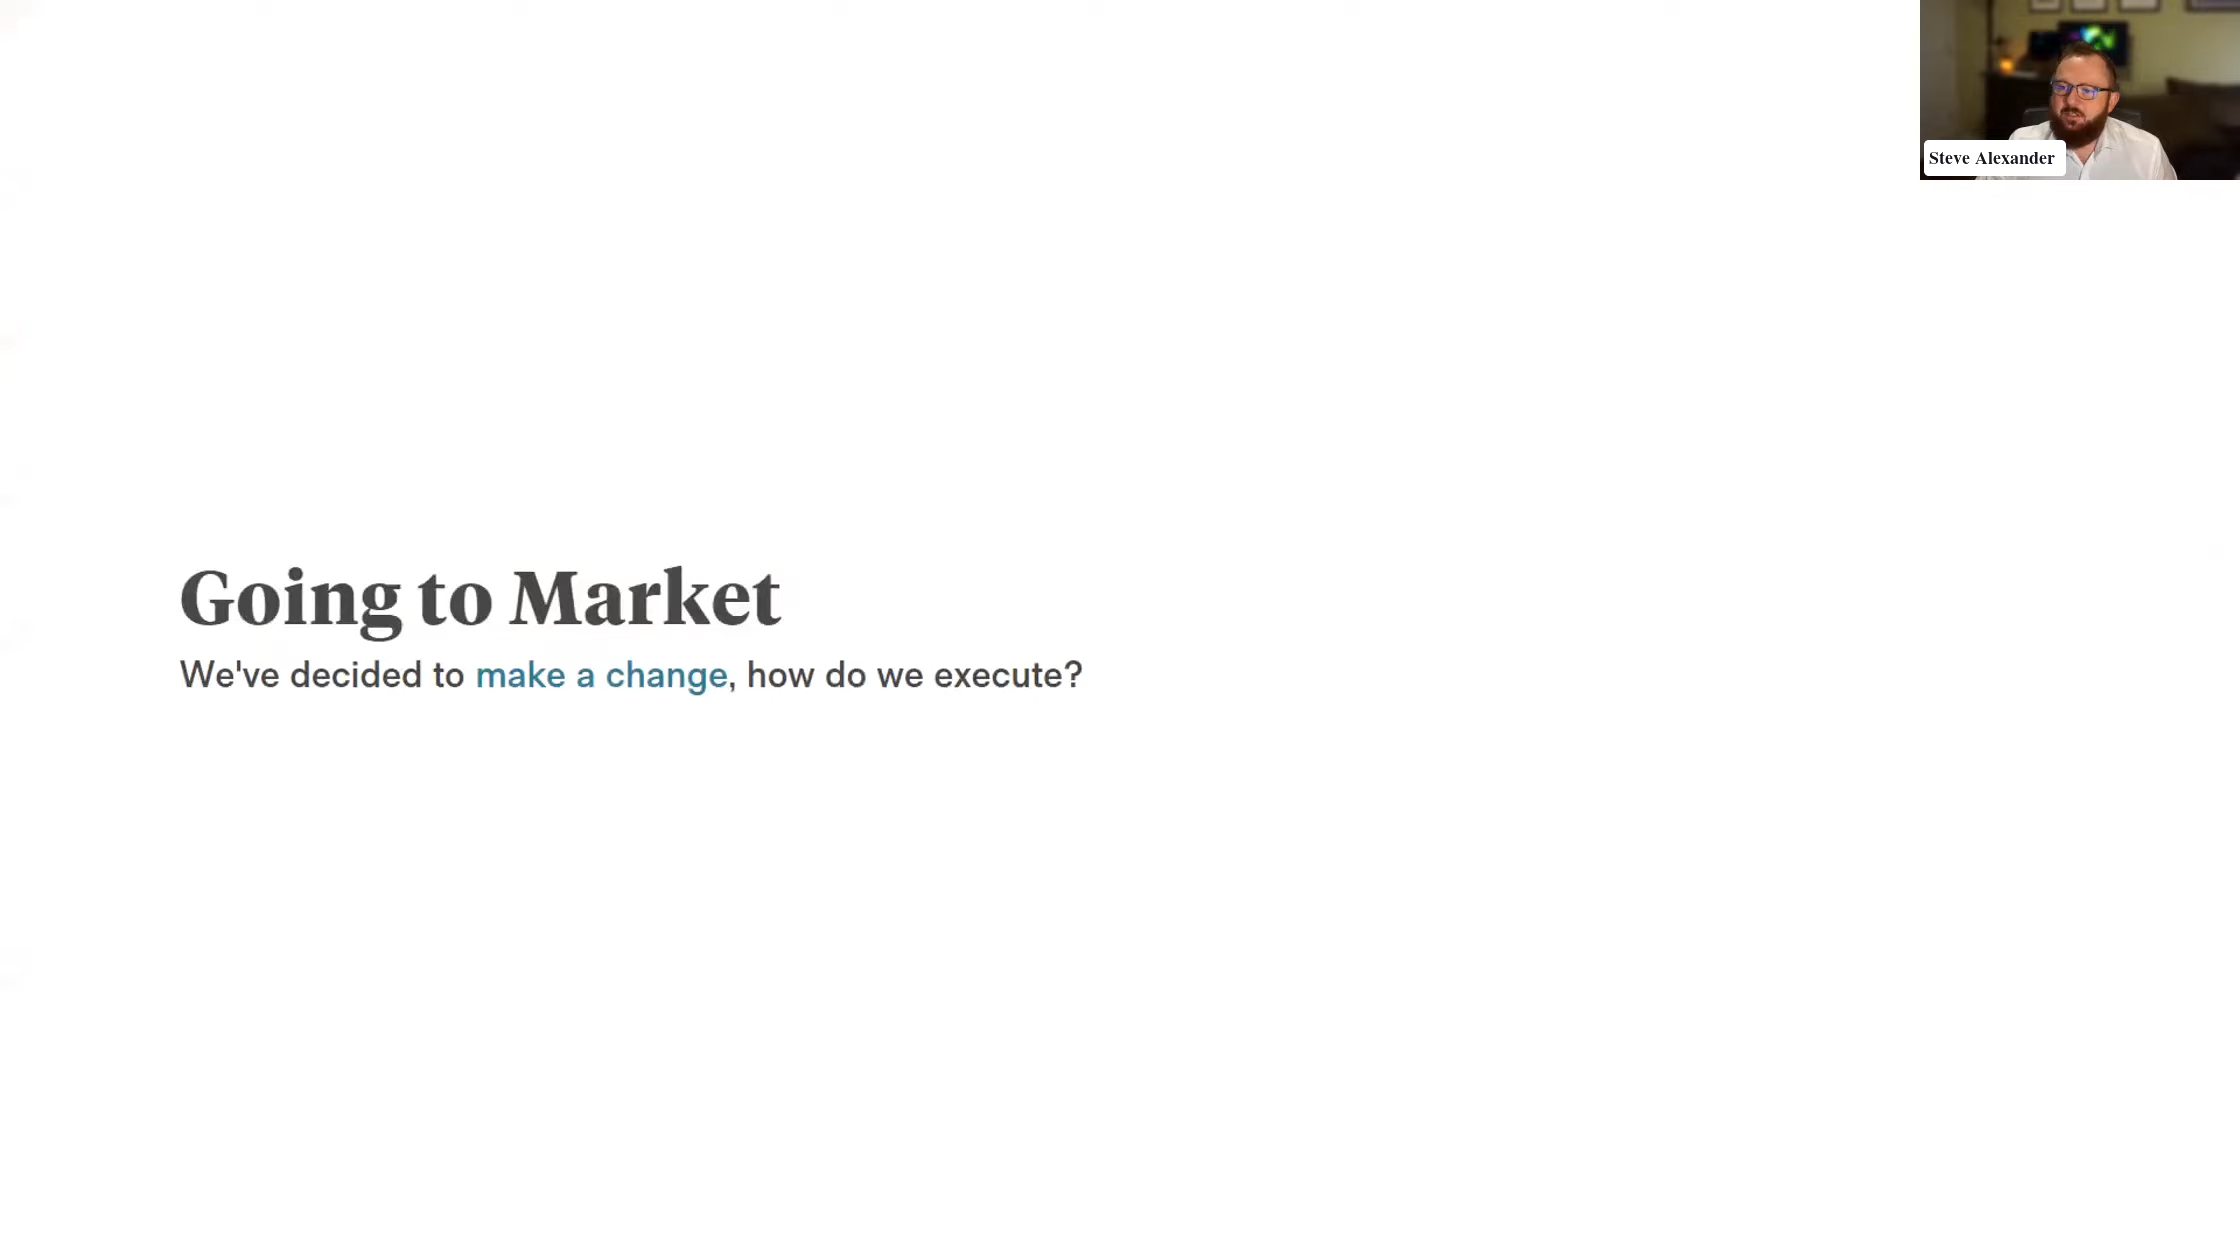 Steve Alexander
Going to Market
We've decided to make a change, how do we execute?